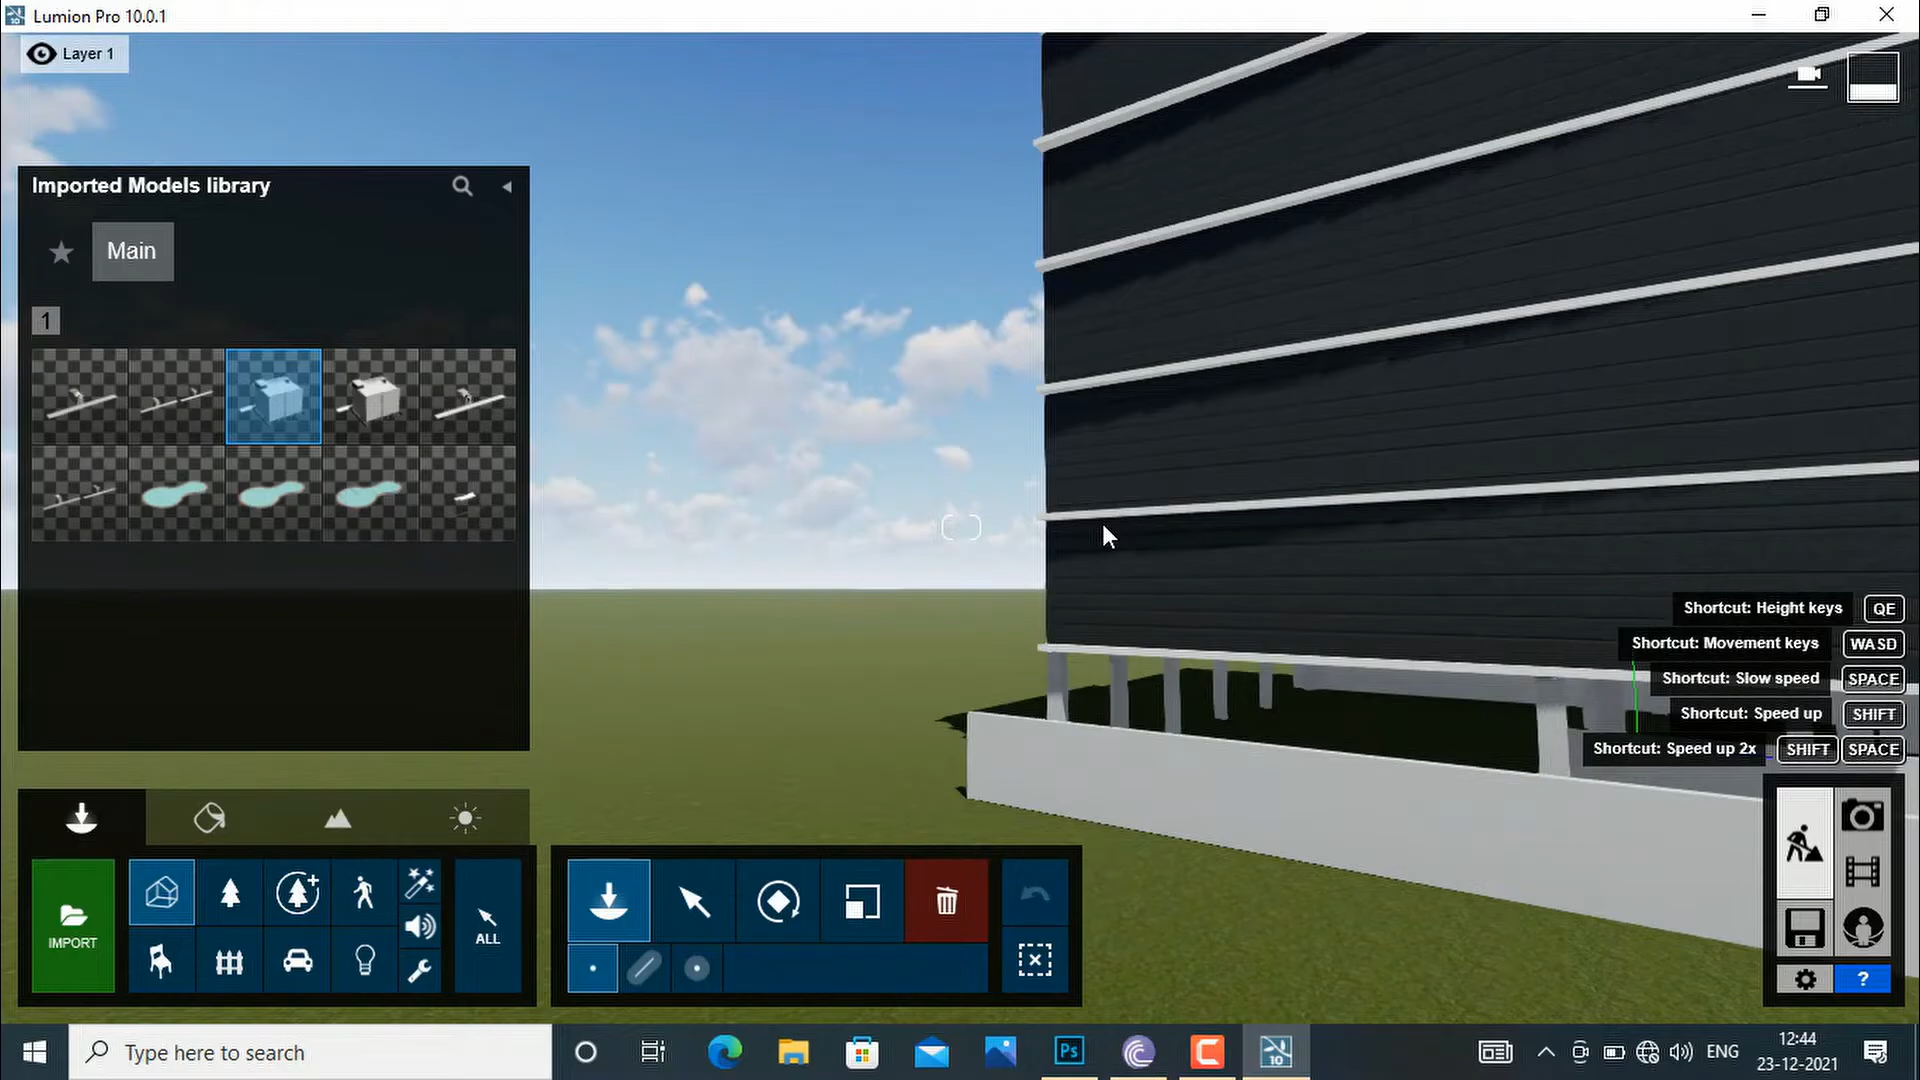 Lumion Pro 10.0.1
Layer 1
Imported Models library
Main
1
Shortcut: Height keys QE
Shortcut: Movement keys WASD
Shortcut: Slow speed SPACE
Shortcut: Speed up SHIFT
Shortcut: Speed up 2x SHIFT SPACE
IMPORT
ALL
?
Type here to search
Ps
10
ENG
12:44
23-12-2021